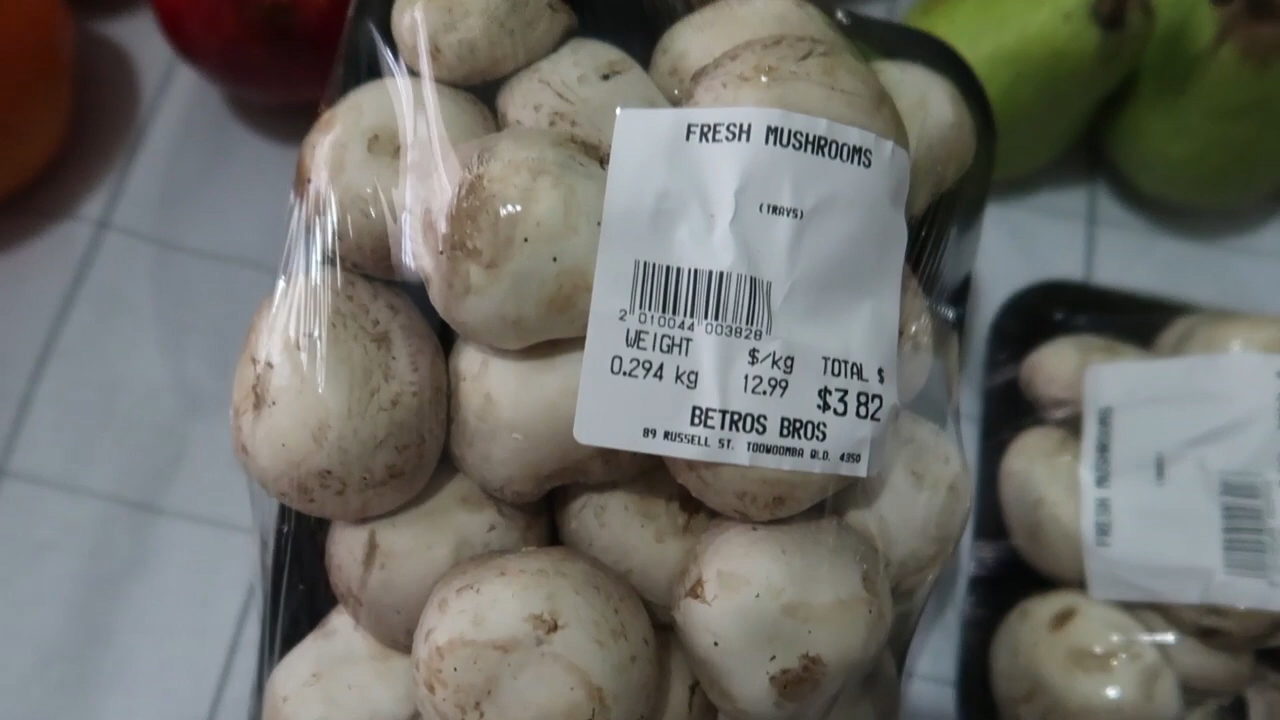 FRESH MUSHROOMS
(TRAYS)
2 010044 003828
WEIGHT $/kg TOTAL $
0.294 kg 12.99 $3 82
BETROS BROS
89 RUSSELL ST. TOOWOOMBA QLD. 4350
FRESH MUSHROOMS